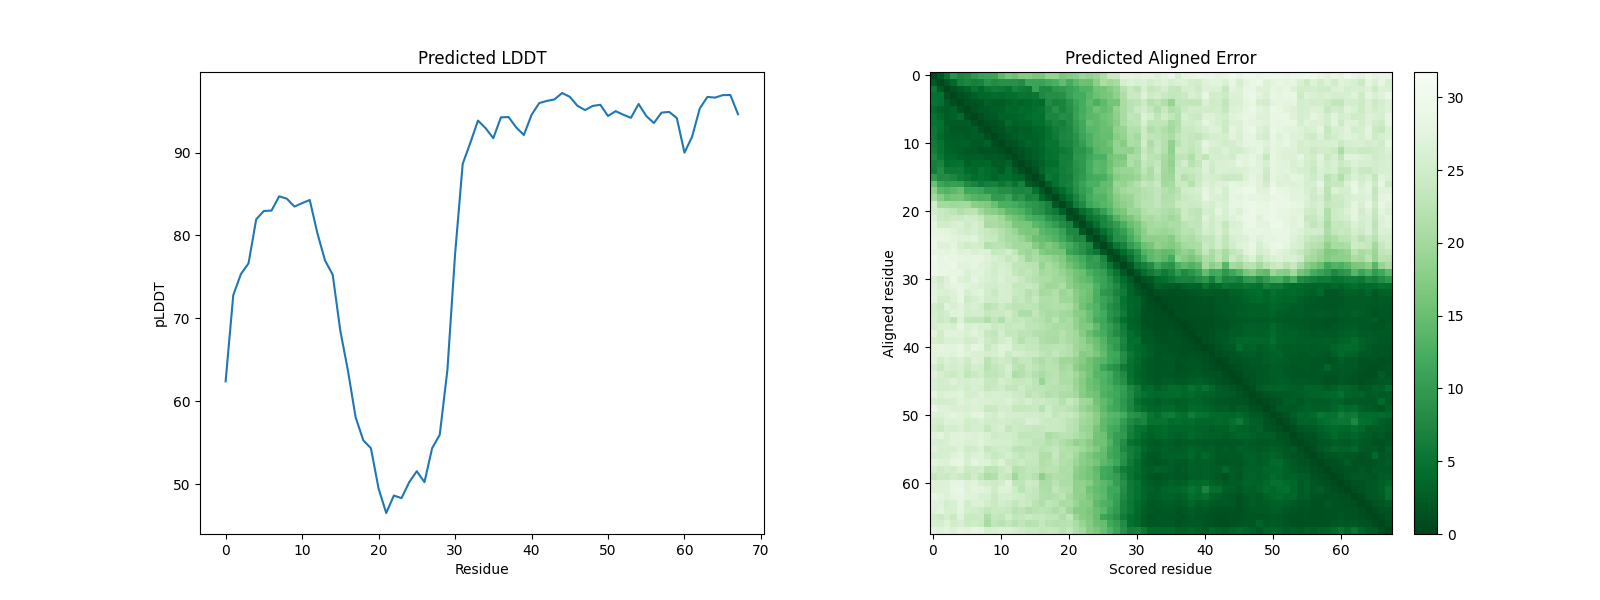 Predicted LDDT
pLDDT
90
80
70
60
50
0 10 20 30 40 50 60 70
Residue
Predicted Aligned Error
Aligned residue
0
10
20
30
40
50
60
0 10 20 30 40 50 60
Scored residue
30
25
20
15
10
5
0